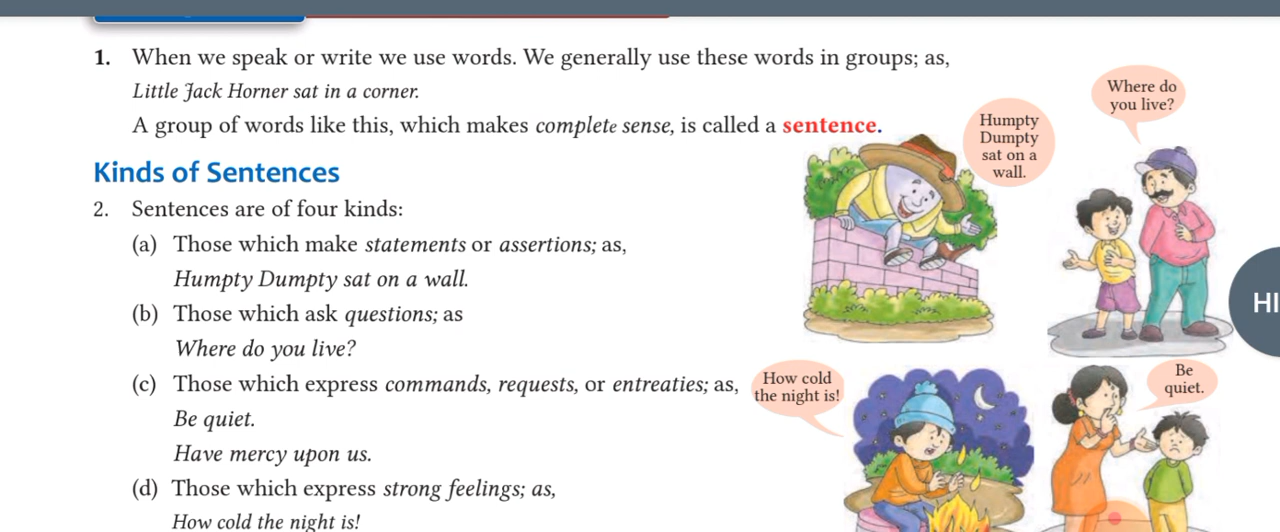 1. When we speak or write we use words. We generally use these words in groups; as,
Little Jack Horner sat in a corner.
A group of words like this, which makes complete sense, is called a sentence.
Kinds of Sentences
2. Sentences are of four kinds:
(a) Those which make statements or assertions; as,
Humpty Dumpty sat on a wall.
(b) Those which ask questions; as
Where do you live?
(c) Those which express commands, requests, or entreaties; as,
Be quiet.
Have mercy upon us.
(d) Those which express strong feelings; as,
How cold the night is!
Humpty
Dumpty
sat on a
wall.
Where do
you live?
How cold
the night is!
Be
quiet.
HI